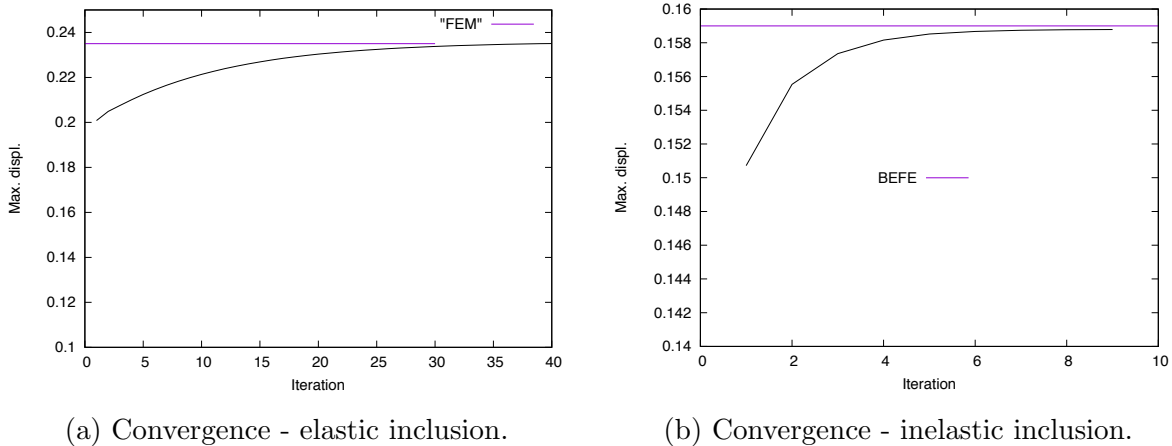 0.24
0.22
0.2
0.18
0.16
0.14
0.12
0.1
Max. displ.
"FEM"
0 5 10 15 20 25 30 35 40
Iteration
(a) Convergence - elastic inclusion.
0.16
0.158
0.156
0.154
0.152
0.15
0.148
0.146
0.144
0.142
0.14
Max. displ.
BEFE
0 2 4 6 8 10
Iteration
(b) Convergence - inelastic inclusion.